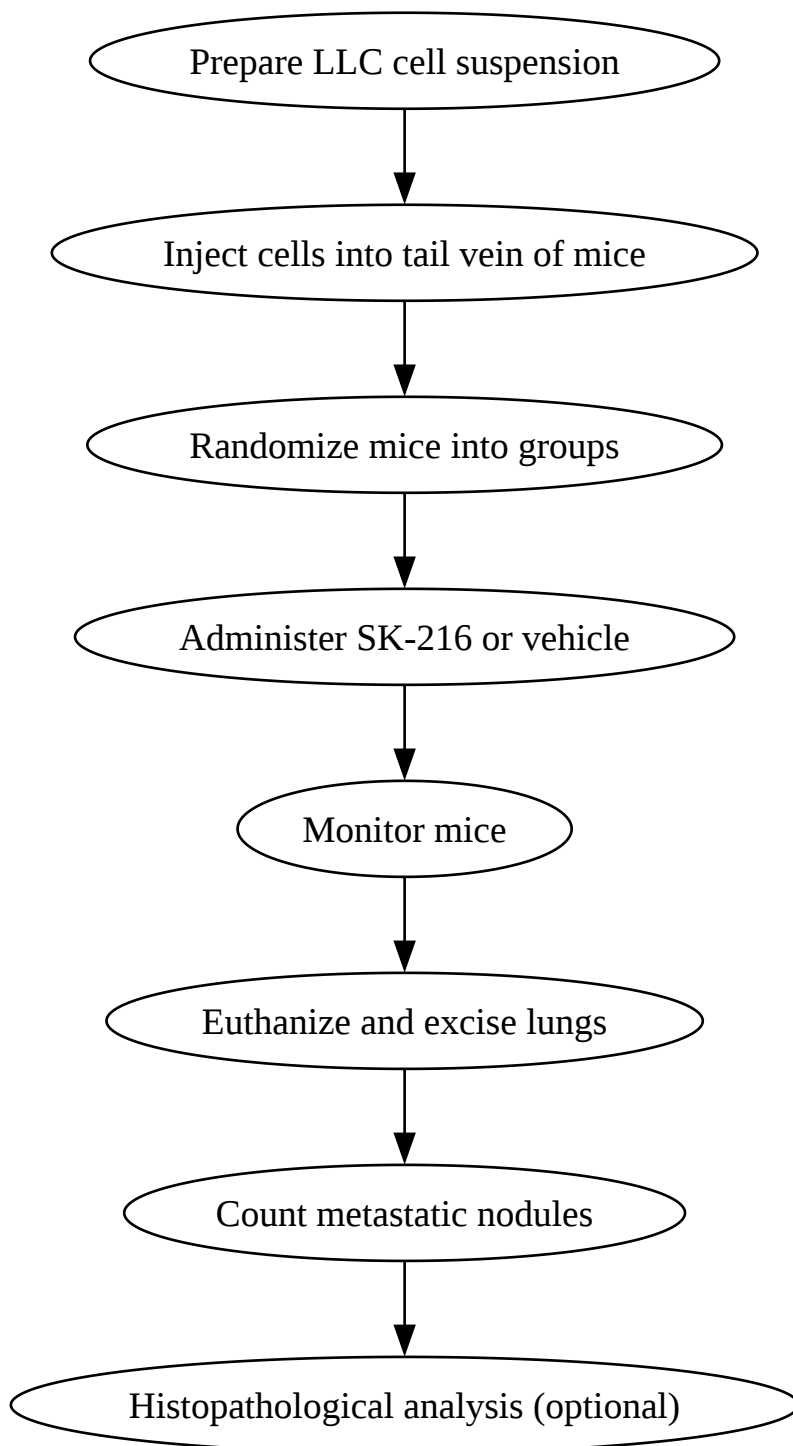 Prepare LLC cell suspension
Inject cells into tail vein of mice
Randomize mice into groups
Administer SK-216 or vehicle
Monitor mice
Euthanize and excise lungs
Count metastatic nodules
Histopathological analysis (optional)